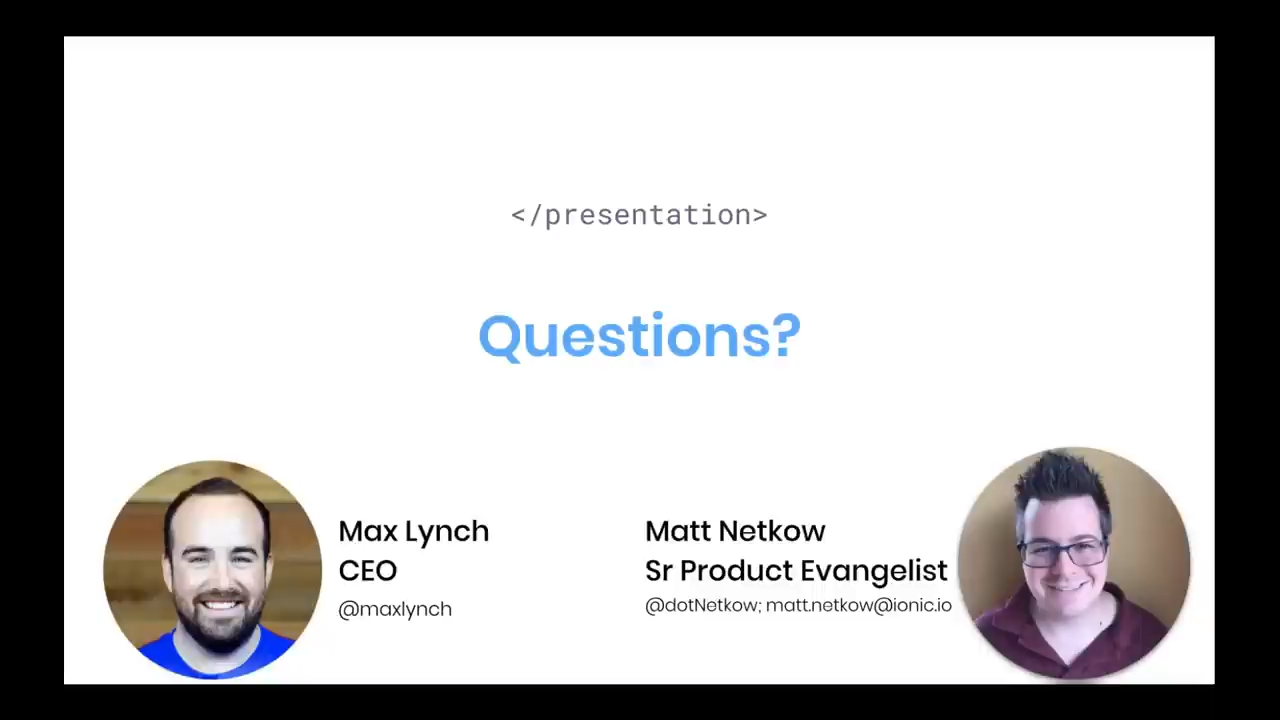 </presentation>
Questions?
Max Lynch
CEO
@maxlynch
Matt Netkow
Sr Product Evangelist
@dotNetkow; matt.netkow@ionic.io